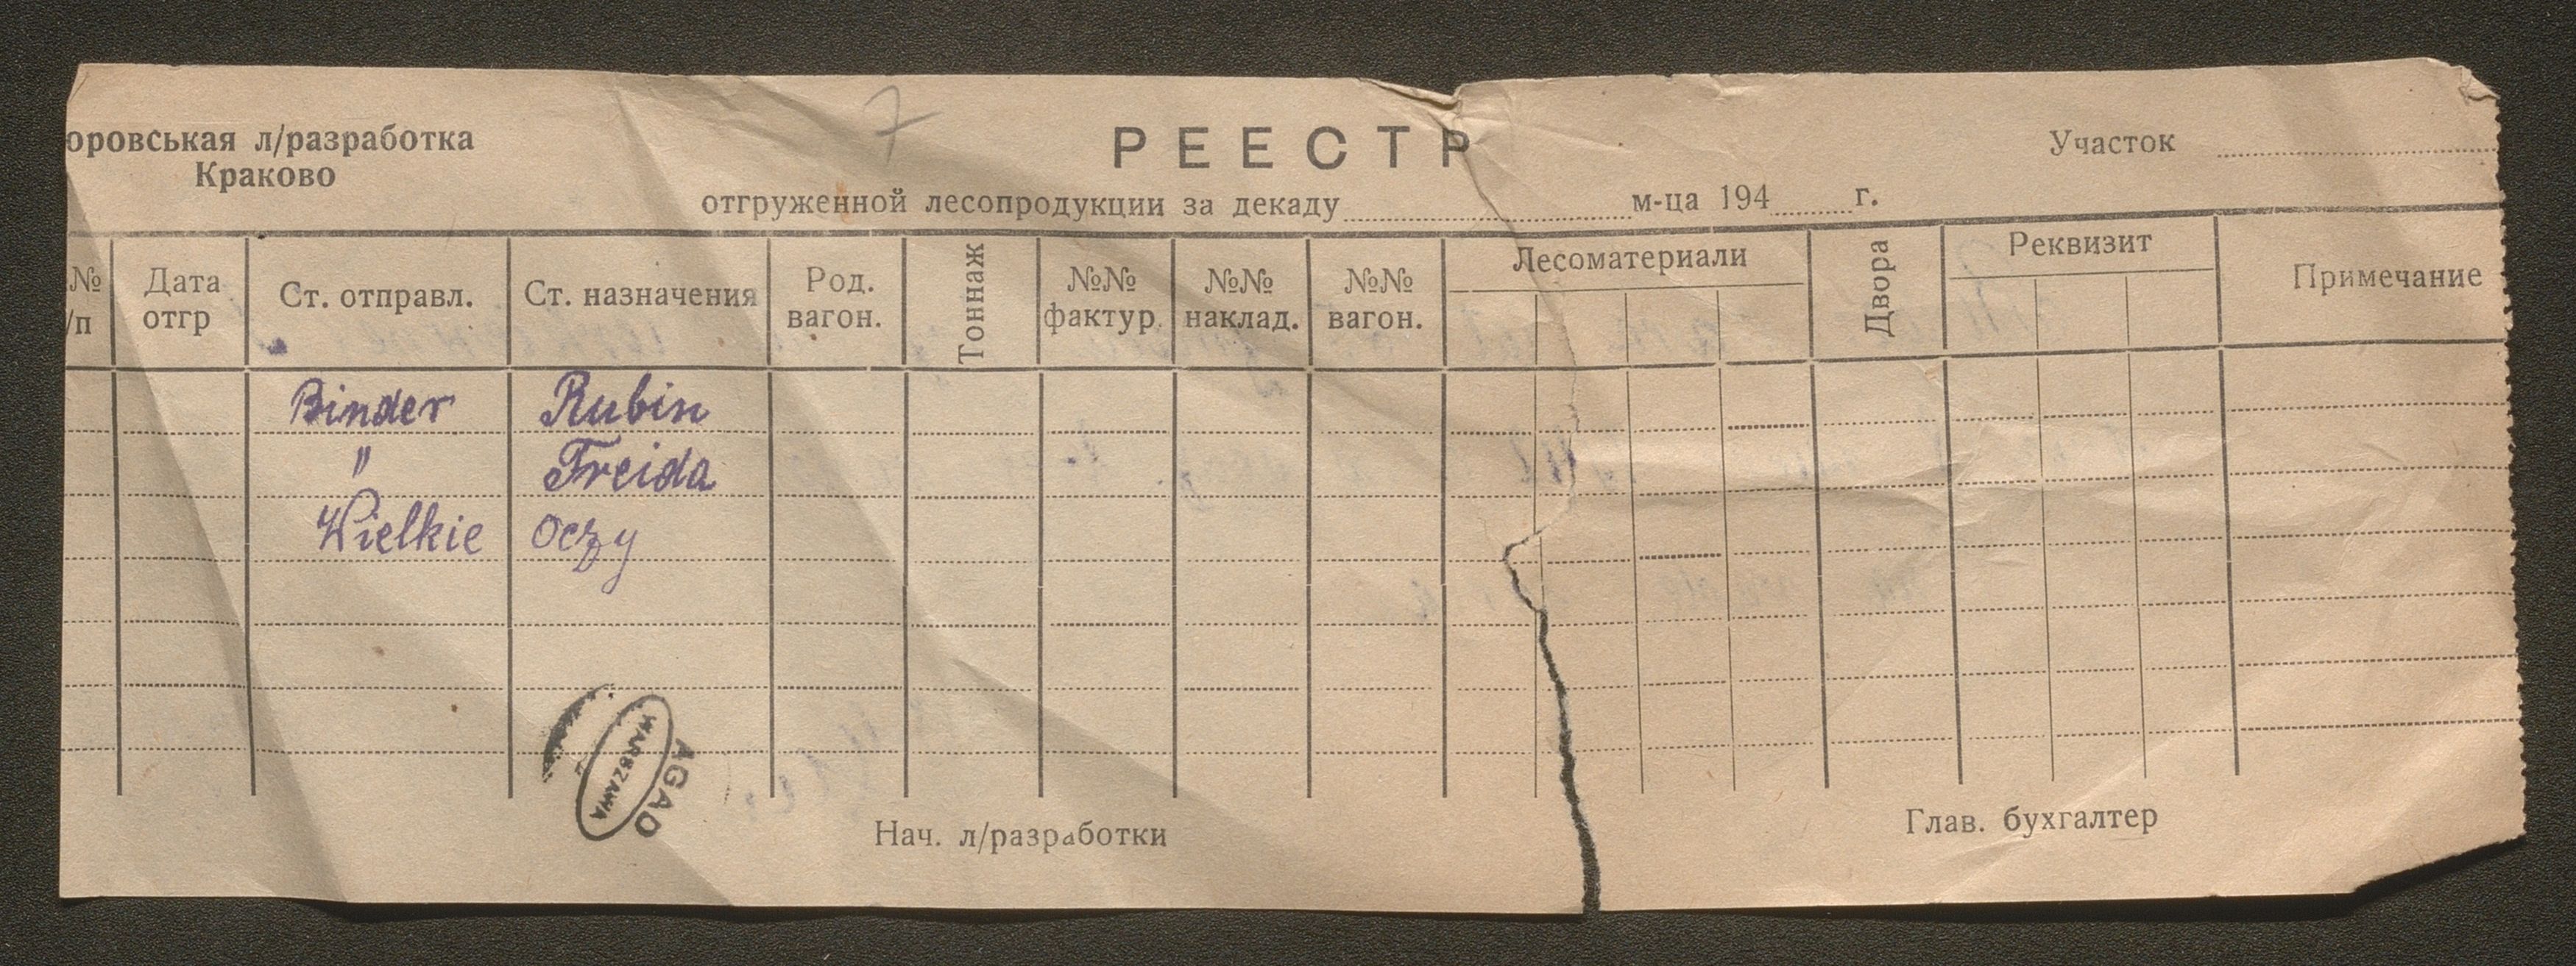 7
оровськая л/разработка
Краково
РЕЕСТР
Участок
отгруженной лесопродукции за декаду м-ца 194 г.
№ /п
Дата отгр
Ст. отправл.
Ст. назначения
Род. вагон.
Тоннаж
№№ фактур.
№№ наклад.
№№ вагон.
Лесоматериали
Двора
Реквизит
Примечание
Binder Rubin
" Freida
Wielkie Oczy
AGAD
WARSZAWA
Нач. л/разработки
Глав. бухгалтер